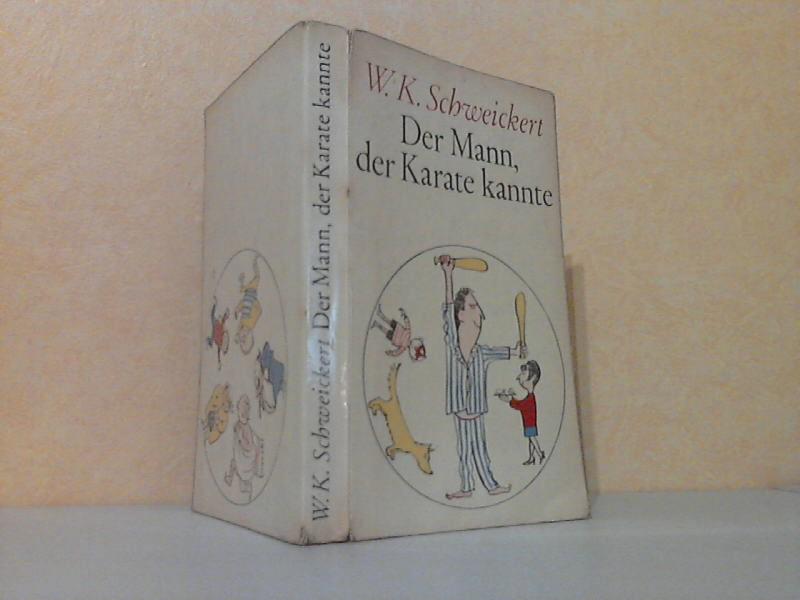 W. K. Schweickert
Der Mann,
der Karate kannte
W. K. Schweickert Der Mann, der Karate kannte